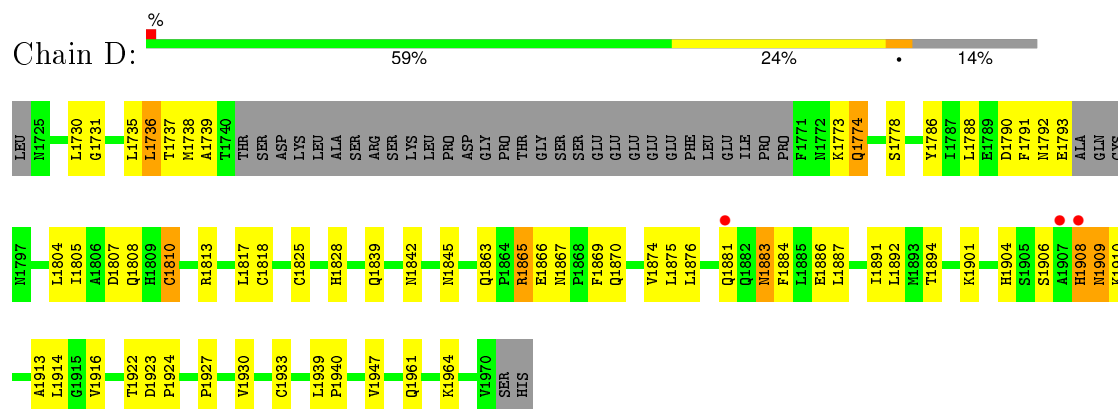 %
Chain D:
59% 24% • 14%
LEU N1725 L1730 G1731 L1735 L1736 T1737 M1738 A1739 T1740 THR SER ASP LYS LEU ALA SER ARG SER LYS LEU PRO ASP GLY PRO THR GLY SER SER GLU GLU GLU GLU GLU PHE LEU GLU ILE PRO PRO F1771 N1772 K1773 Q1774 S1778 Y1786 I1787 L1788 E1789 D1790 F1791 N1792 E1793 ALA GLN CYS
N1797 L1804 I1805 A1806 D1807 Q1808 H1809 C1810 R1813 L1817 C1818 C1825 H1828 Q1839 N1842 N1845 Q1863 P1864 R1865 E1866 N1867 P1868 F1869 Q1870 V1874 L1875 L1876 Q1881 Q1882 N1883 F1884 L1885 E1886 L1887 I1891 L1892 M1893 T1894 K1901 H1904 S1905 S1906 A1907 H1908 N1909 K1910
A1913 L1914 G1915 V1916 T1922 D1923 P1924 P1927 V1930 C1933 L1939 P1940 V1947 Q1961 K1964 V1970 SER HIS